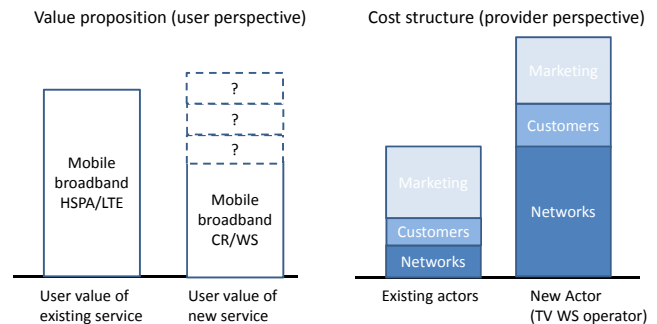 Value proposition (user perspective)
Cost structure (provider perspective)
?
?
?
Mobile
broadband
HSPA/LTE
Mobile
broadband
CR/WS
User value of
existing service
User value of
new service
Marketing
Customers
Networks
Marketing
Customers
Networks
Existing actors
New Actor
(TV WS operator)